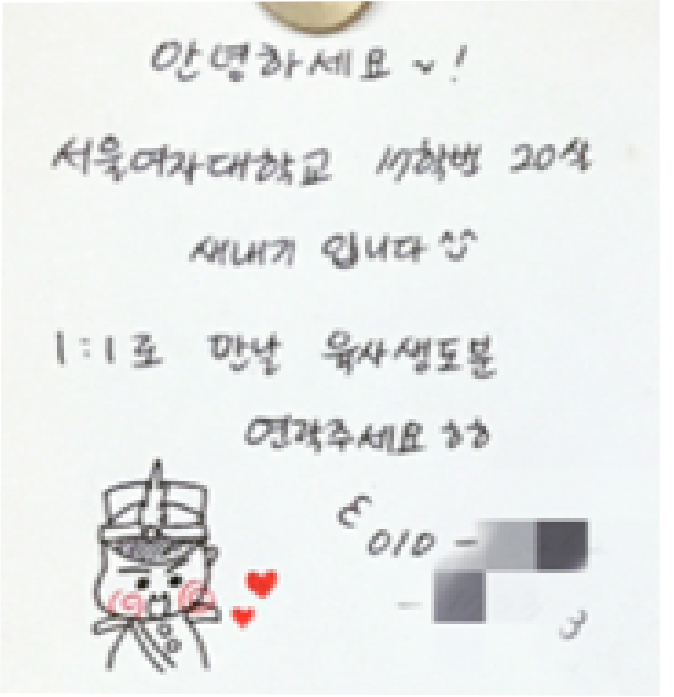 안녕하세요 ~!
서울여자대학교 17학번 20살
새내기 입니다 ^^
1:1로 만날 육사생도분
연락주세요 ㅎㅎ
ε 010 -
- 3